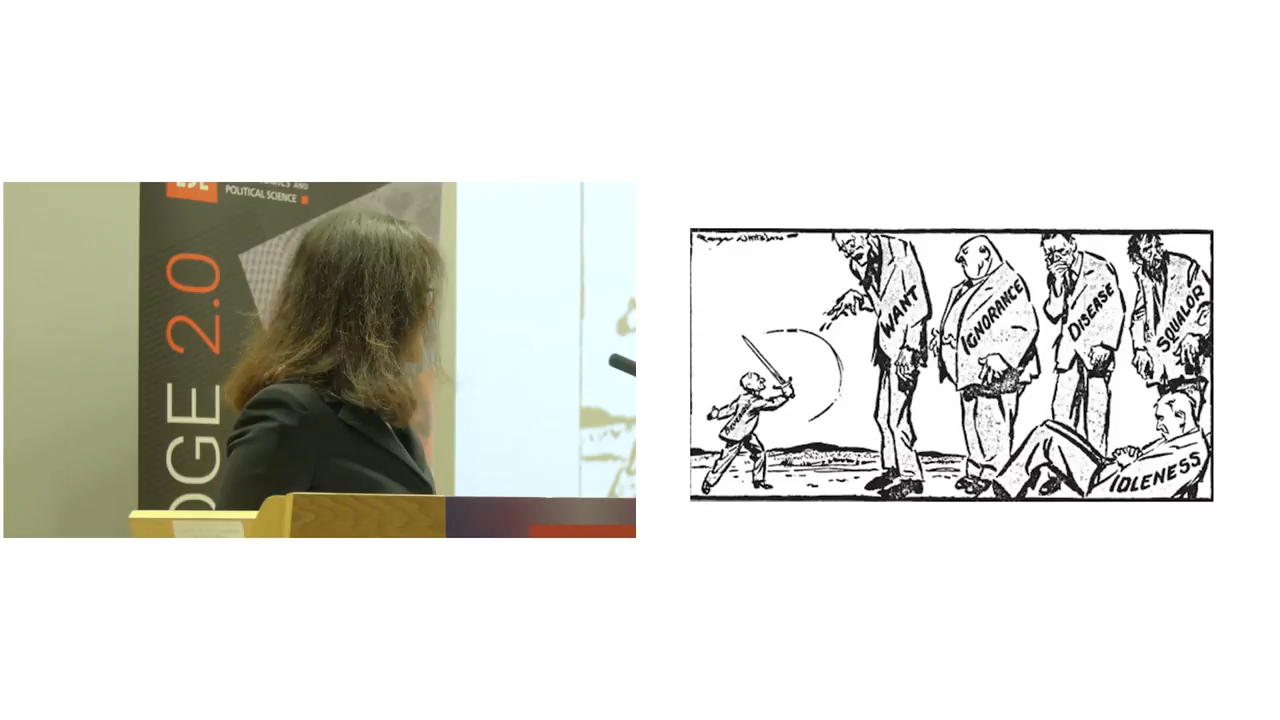 POLITICAL SCIENCE
DGE 2.0
WANT
IGNORANCE
DISEASE
SQUALOR
IDLENESS